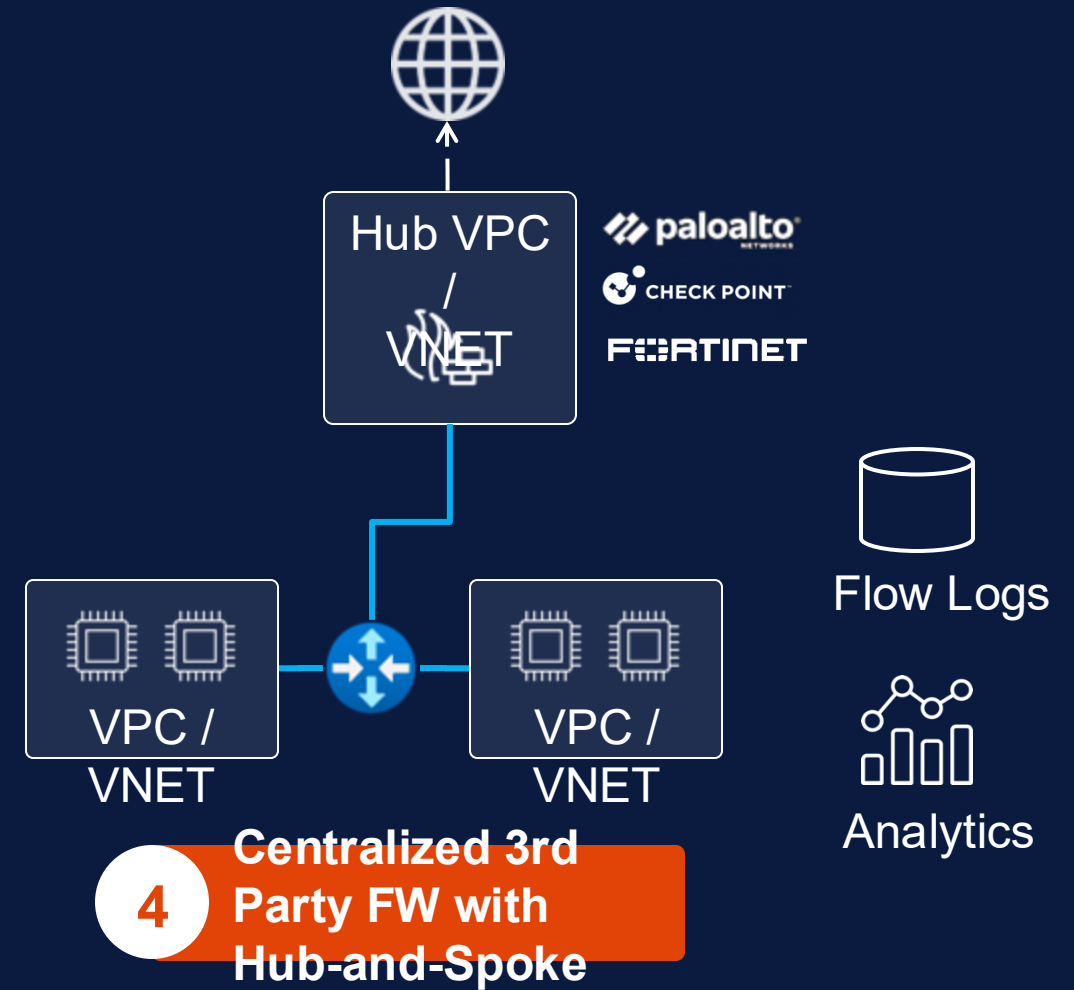 Hub VPC
/
VNET
paloalto®
NETWORKS
CHECK POINT™
FORTINET
Flow Logs
VPC /
VNET
VPC /
VNET
Analytics
4
Centralized 3rd
Party FW with
Hub-and-Spoke